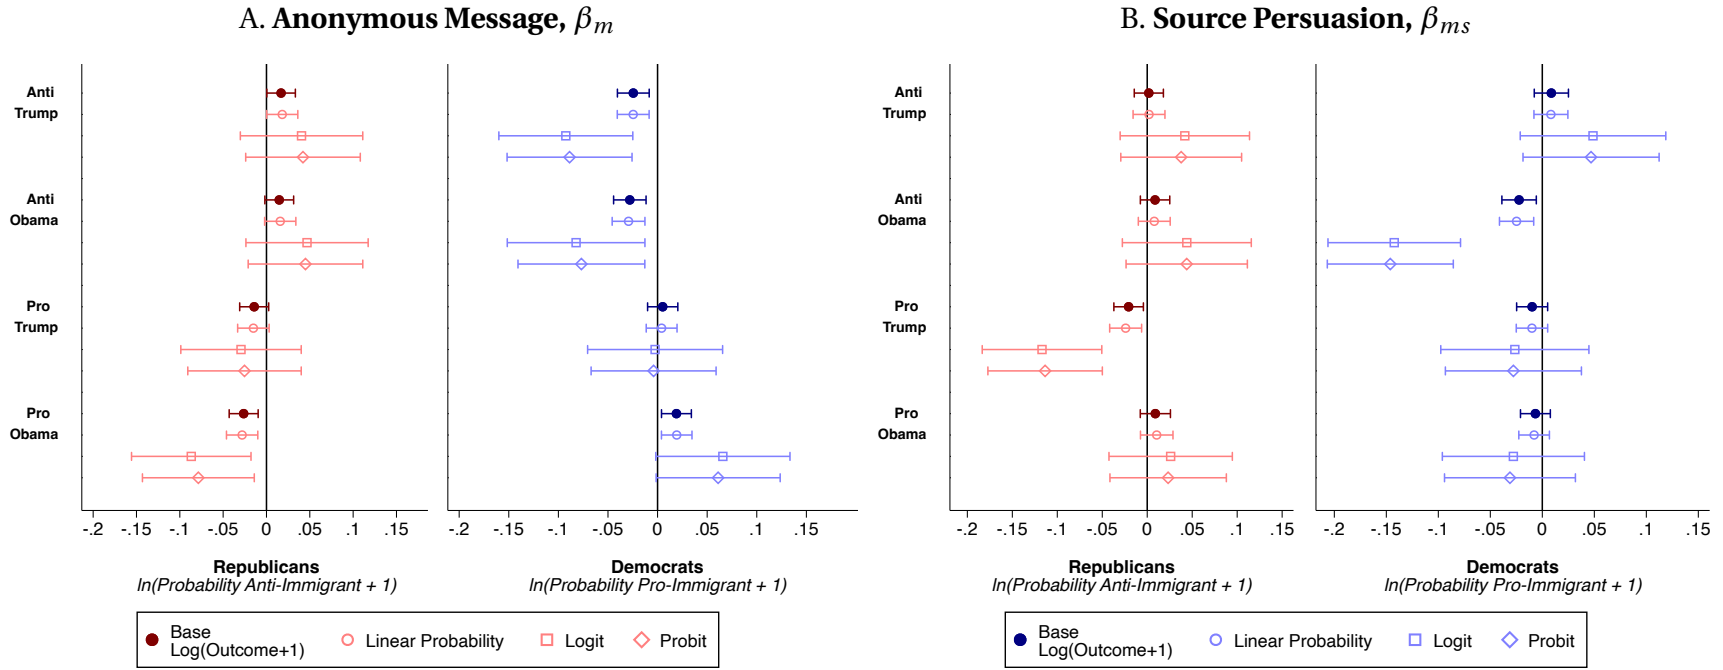 A. Anonymous Message, βm
B. Source Persuasion, βms
Anti
Trump
Anti
Obama
Pro
Trump
Pro
Obama
-.2 -.15 -.1 -.05 0 .05 .1 .15
Republicans
ln(Probability Anti-Immigrant + 1)
-.2 -.15 -.1 -.05 0 .05 .1 .15
Democrats
ln(Probability Pro-Immigrant + 1)
Base
Log(Outcome+1)
Linear Probability
Logit
Probit
Anti
Trump
Anti
Obama
Pro
Trump
Pro
Obama
-.2 -.15 -.1 -.05 0 .05 .1 .15
Republicans
ln(Probability Anti-Immigrant + 1)
-.2 -.15 -.1 -.05 0 .05 .1 .15
Democrats
ln(Probability Pro-Immigrant + 1)
Base
Log(Outcome+1)
Linear Probability
Logit
Probit